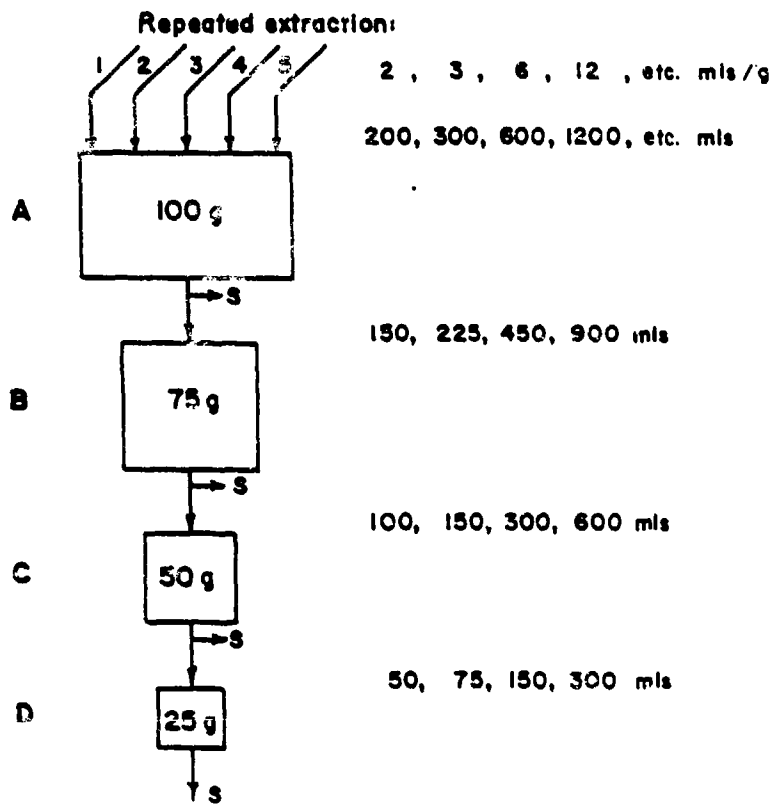 Repeated extraction:
1 2 3 4 5
2 , 3 , 6 , 12 , etc. mls/g
200, 300, 600, 1200, etc. mls
A
100 g
S
150, 225, 450, 900 mls
B
75 g
S
100, 150, 300, 600 mls
C
50 g
S
50, 75, 150, 300 mls
D
25 g
S